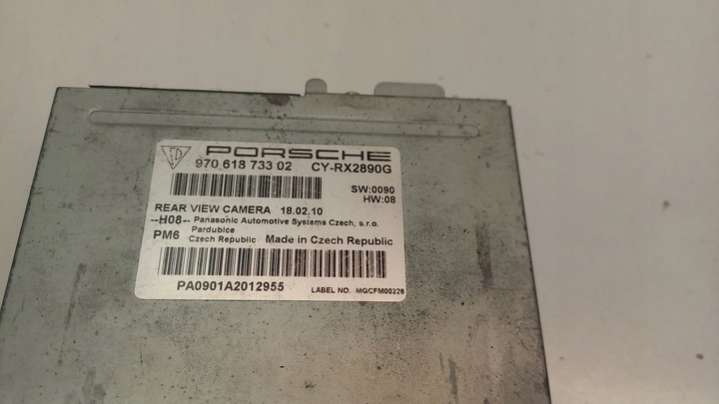 PORSCHE
970 618 733 02 CY-RX2890G
SW:0090
HW:08
REAR VIEW CAMERA 18.02.10
--H08-- Panasonic Automotive Systems Czech, s.r.o.
Pardubice
PM6 Czech Republic Made in Czech Republic
PA0901A2012955 LABEL NO. MGCFM00226